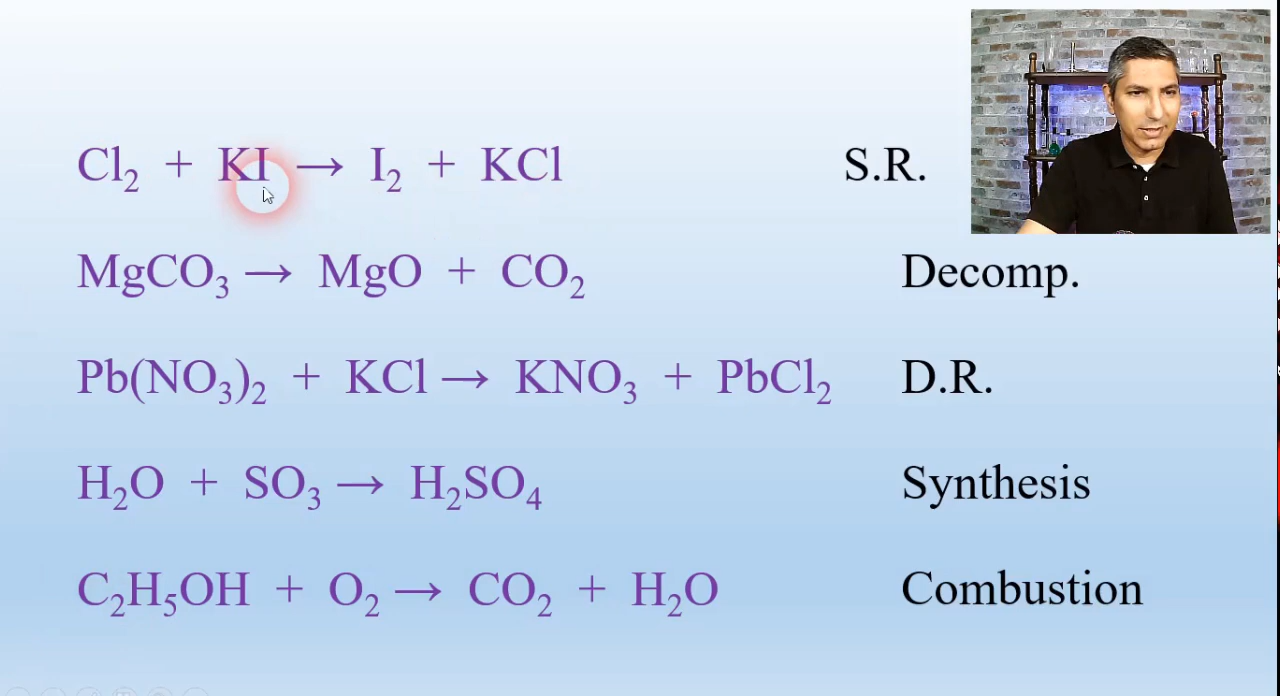 Cl₂ + KI → I₂ + KCl S.R.
MgCO₃ → MgO + CO₂ Decomp.
Pb(NO₃)₂ + KCl → KNO₃ + PbCl₂ D.R.
H₂O + SO₃ → H₂SO₄ Synthesis
C₂H₅OH + O₂ → CO₂ + H₂O Combustion